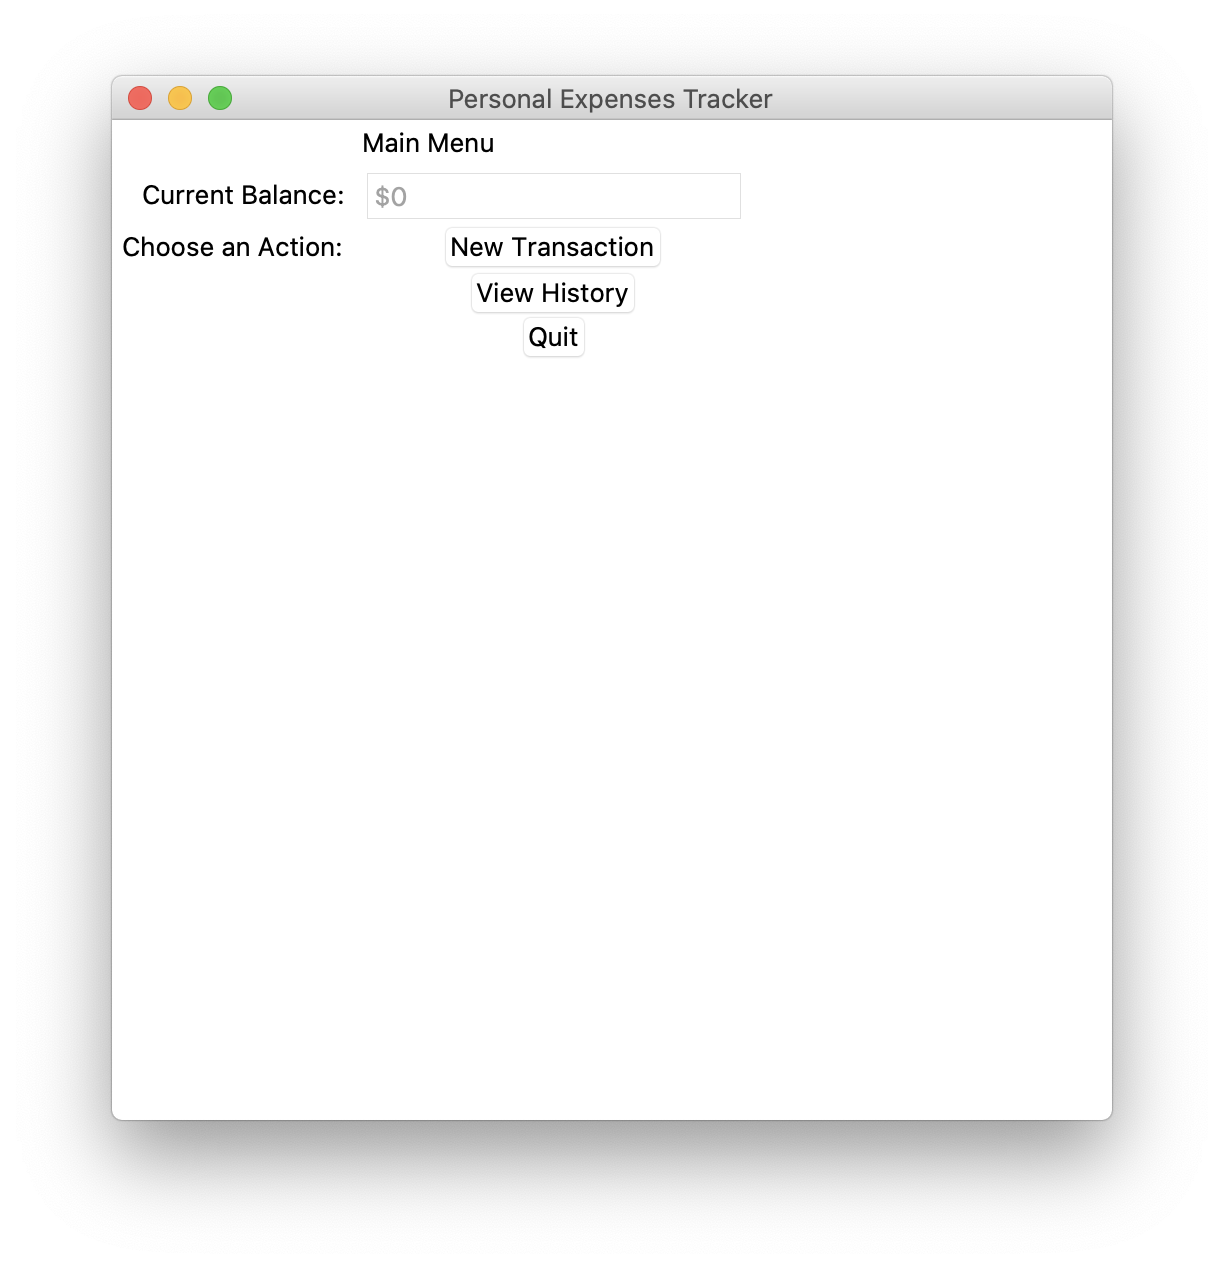 Personal Expenses Tracker
Main Menu
Current Balance: $0
Choose an Action: New Transaction
View History
Quit